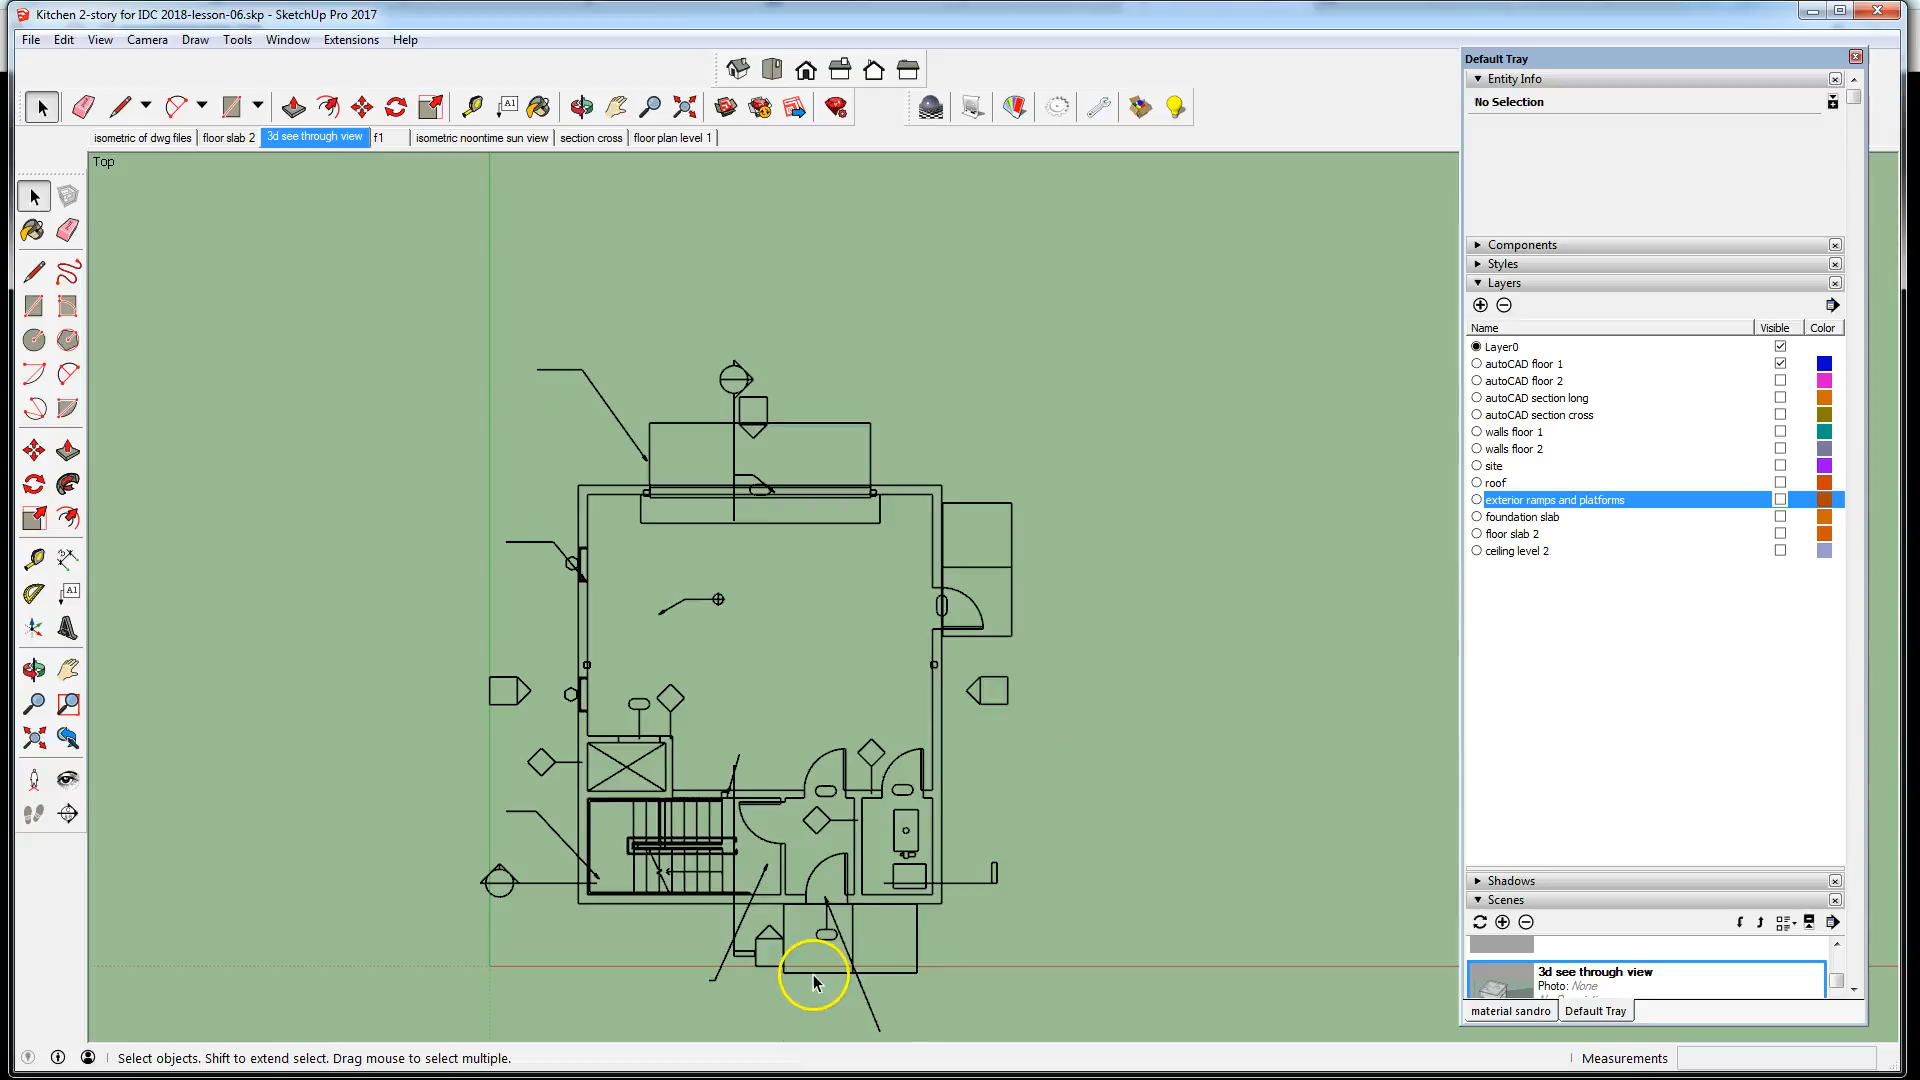 Kitchen 2-story for IDC 2018-lesson-06.skp - SketchUp Pro 2017
File Edit View Camera Draw Tools Window Extensions Help
Default Tray
Entity Info
No Selection
A1
isometric of dwg files floor slab 2 3d see through view f1 isometric noontime sun view section cross floor plan level 1
Top
Components
Styles
Layers
Name Visible Color
Layer0
autoCAD floor 1
autoCAD floor 2
autoCAD section long
autoCAD section cross
walls floor 1
walls floor 2
site
roof
exterior ramps and platforms
foundation slab
floor slab 2
ceiling level 2
A1
Shadows
Scenes
3d see through view
Photo: None
material sandro Default Tray
Select objects. Shift to extend select. Drag mouse to select multiple.
Measurements